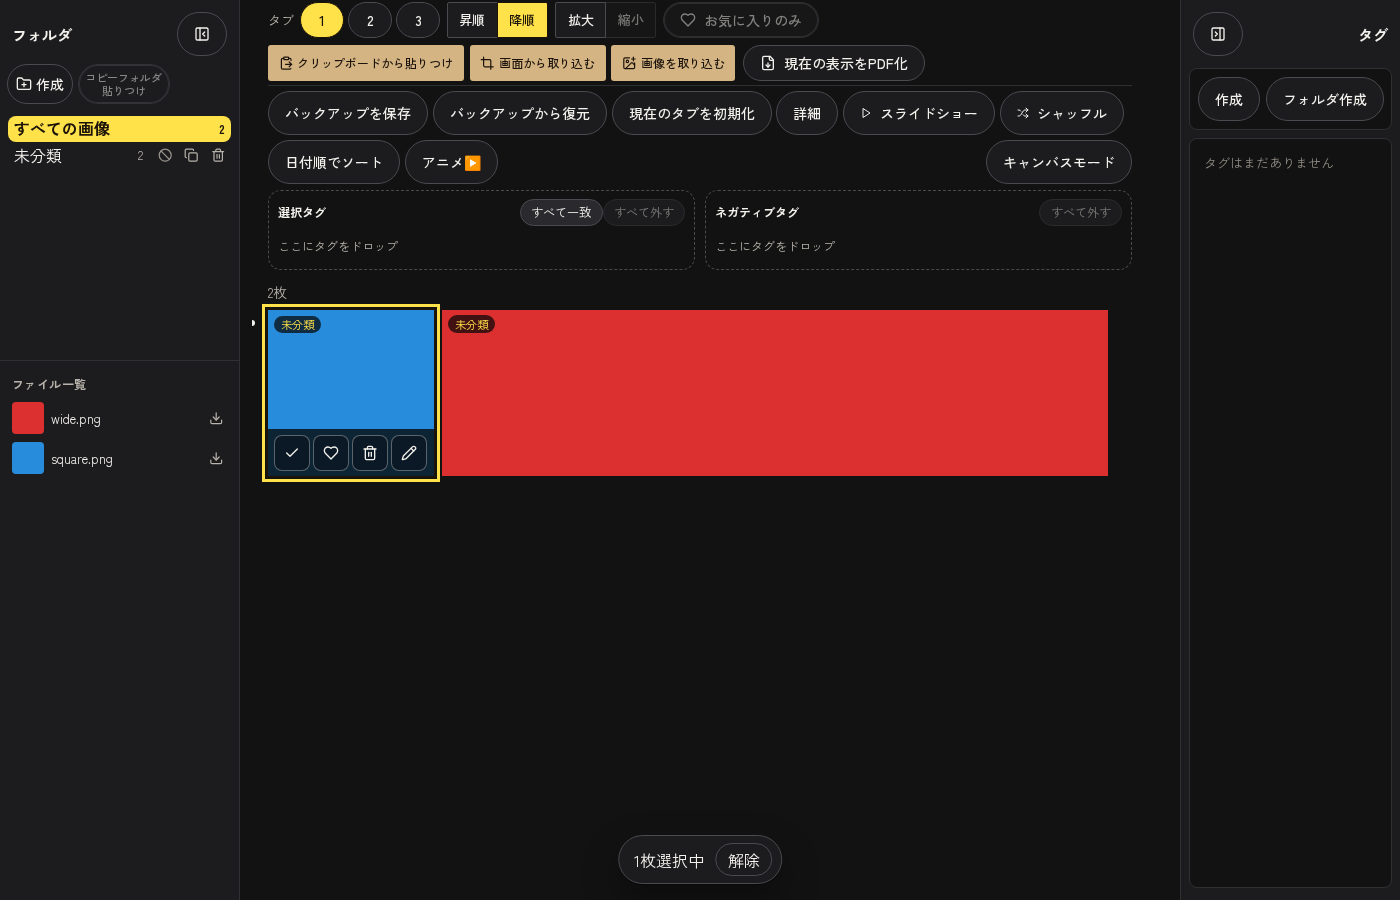 フォルダ
作成
コピーフォルダ
貼りつけ
すべての画像 2
未分類 2
ファイル一覧
wide.png
square.png
タブ 1 2 3 昇順 降順 拡大 縮小 お気に入りのみ
クリップボードから貼りつけ 画面から取り込む 画像を取り込む 現在の表示をPDF化
バックアップを保存 バックアップから復元 現在のタブを初期化 詳細 スライドショー シャッフル
日付順でソート アニメ▶️ キャンバスモード
選択タグ すべて一致 すべて外す
ここにタグをドロップ
ネガティブタグ すべて外す
ここにタグをドロップ
2枚
未分類
未分類
1枚選択中 解除
タグ
作成 フォルダ作成
タグはまだありません